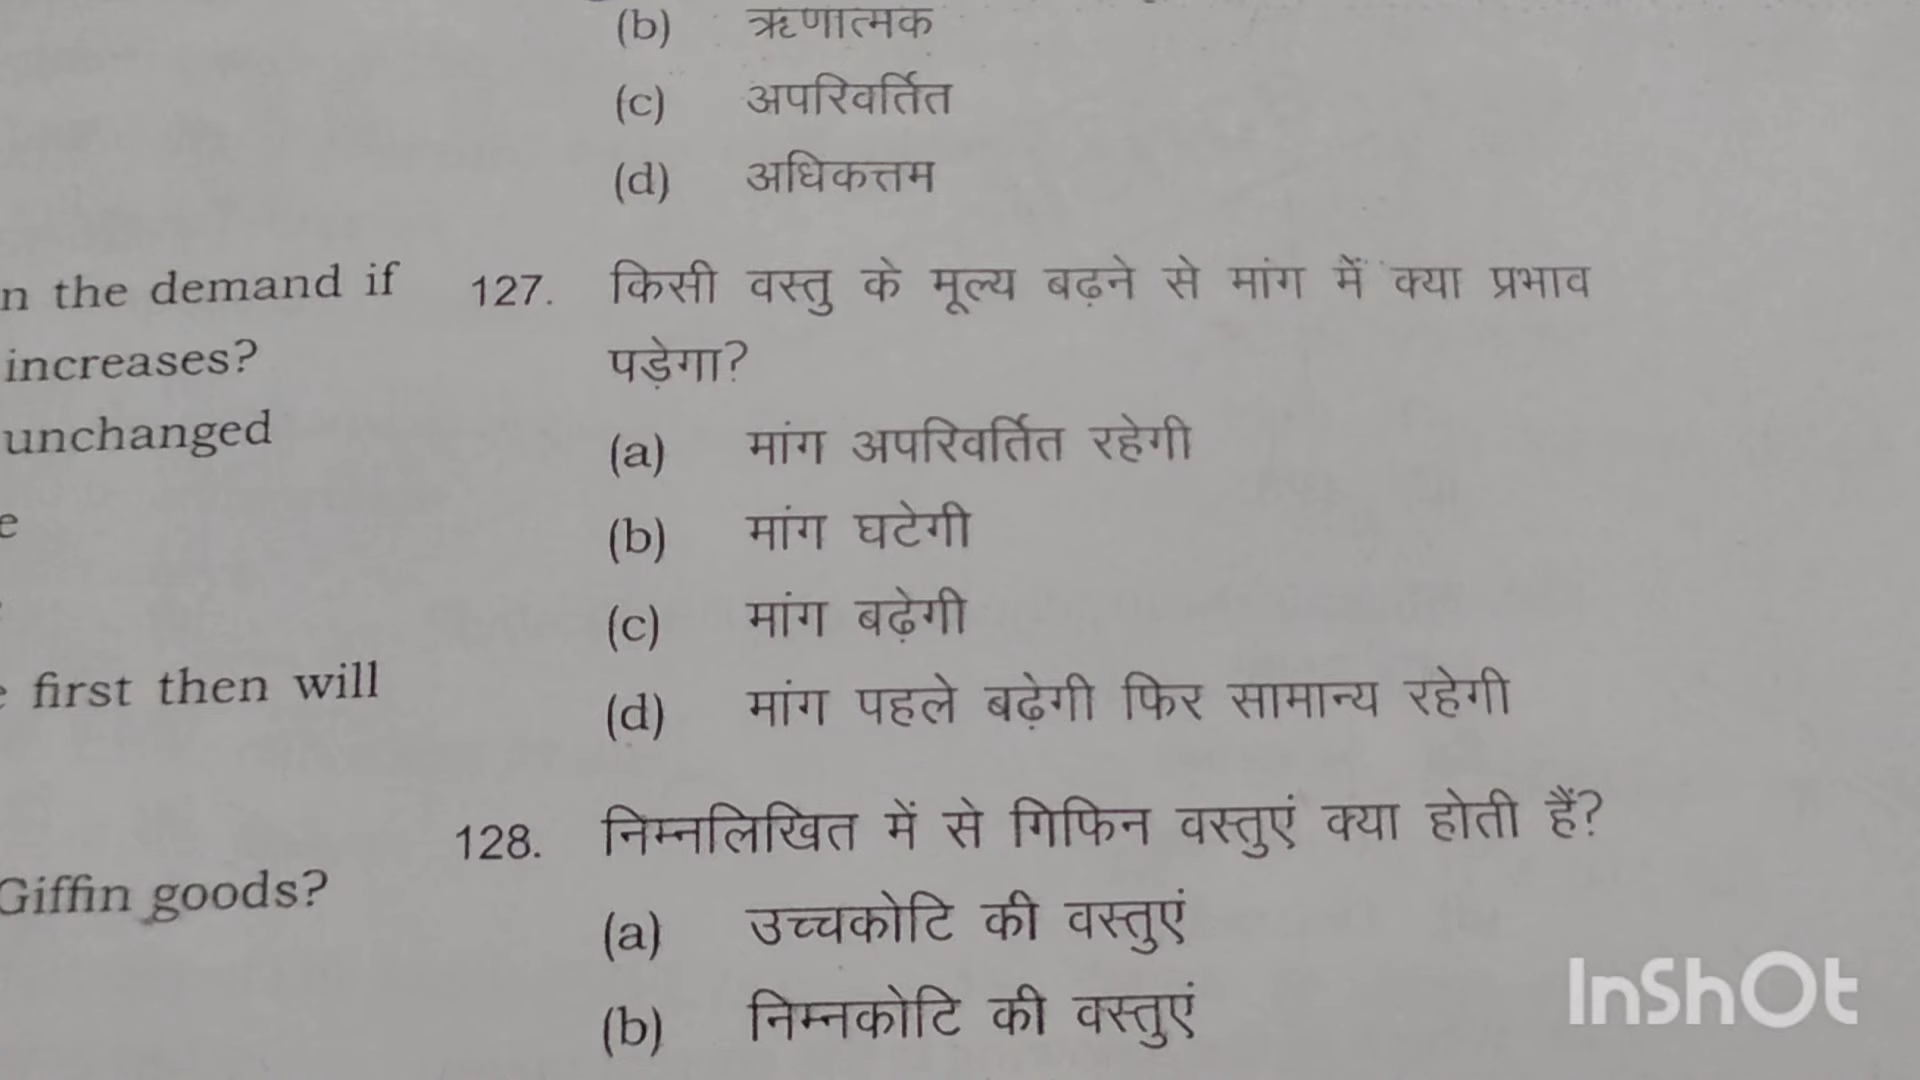 (b) ऋणात्मक
(c) अपरिवर्तित
(d) अधिकत्तम
n the demand if
increases?
unchanged
e
first then will
Giffin goods?
127. किसी वस्तु के मूल्य बढ़ने से मांग में क्या प्रभाव
पड़ेगा?
(a) मांग अपरिवर्तित रहेगी
(b) मांग घटेगी
(c) मांग बढ़ेगी
(d) मांग पहले बढ़ेगी फिर सामान्य रहेगी
128. निम्नलिखित में से गिफिन वस्तुएं क्या होती हैं?
(a) उच्चकोटि की वस्तुएं
(b) निम्नकोटि की वस्तुएं
InShOt